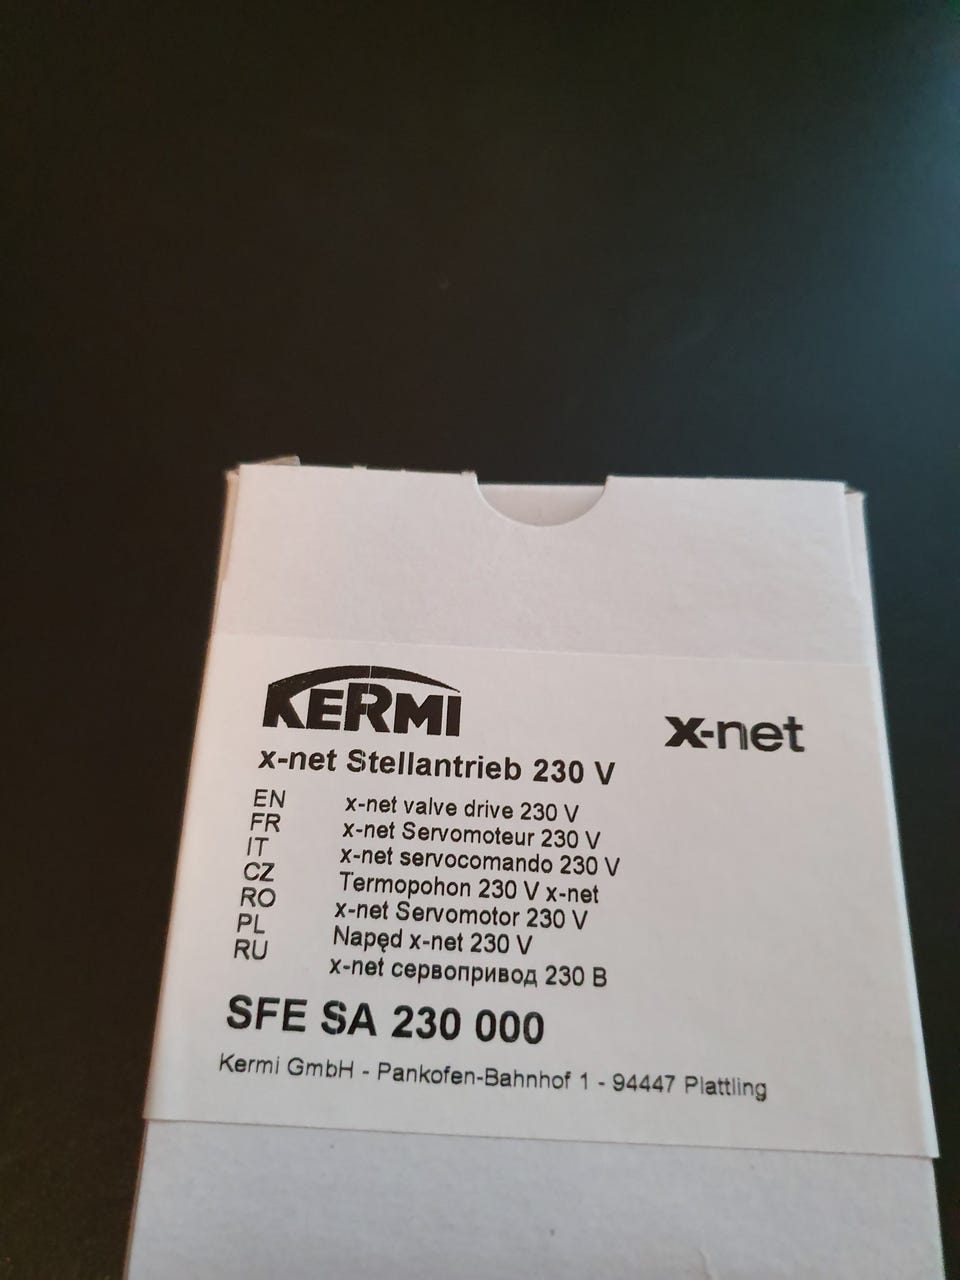 KERMI
x-net
x-net Stellantrieb 230 V
EN x-net valve drive 230 V
FR x-net Servomoteur 230 V
IT x-net servocomando 230 V
CZ Termopohon 230 V x-net
RO x-net Servomotor 230 V
PL Napęd x-net 230 V
RU x-net сервопривод 230 В
SFE SA 230 000
Kermi GmbH - Pankofen-Bahnhof 1 - 94447 Plattling